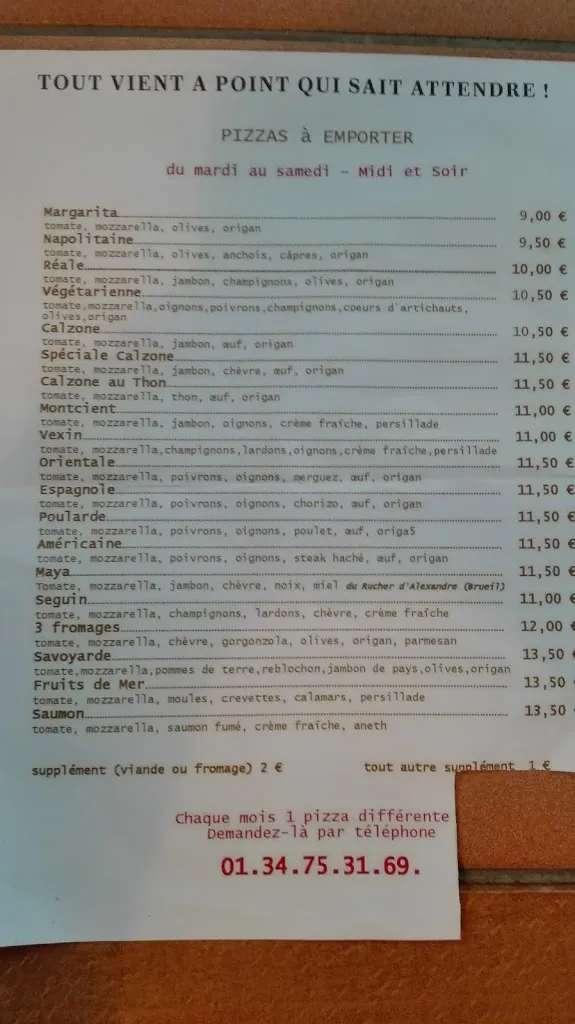 TOUT VIENT A POINT QUI SAIT ATTENDRE !
PIZZAS à EMPORTER
du mardi au samedi - Midi et Soir
Margarita 9,00 €
tomate, mozzarella, olives, origan
Napolitaine 9,50 €
tomate, mozzarella, olives, anchois, câpres, origan
Réale 10,00 €
tomate, mozzarella, jambon, champignons, olives, origan
Végétarienne 10,50 €
tomate,mozzarella,oignons,poivrons,champignons,coeurs d'artichauts,
olives,origan
Calzone 10,50 €
tomate, mozzarella, jambon, œuf, origan
Spéciale Calzone 11,50 €
tomate, mozzarella, jambon, chèvre, œuf, origan
Calzone au Thon 11,50 €
tomate, mozzarella, thon, œuf, origan
Montcient 11,00 €
tomate, mozzarella, jambon, oignons, crème fraîche, persillade
Vexin 11,00 €
tomate, mozzarella,champignons,lardons,oignons,crème fraîche,persillade
Orientale 11,50 €
tomate, mozzarella, poivrons, oignons, merguez, œuf, origan
Espagnole 11,50 €
tomate, mozzarella, poivrons, oignons, chorizo, œuf, origan
Poularde 11,50 €
tomate, mozzarella, poivrons, oignons, poulet, œuf, origa5
Américaine 11,50 €
tomate, mozzarella, poivrons, oignons, steak haché, œuf, origan
Maya 11,50 €
Tomate, mozzarella, jambon, chèvre, noix, miel du Rucher d'Alexandre (Brueil)
Seguin 11,00 €
tomate, mozzarella, champignons, lardons, chèvre, crème fraîche
3 fromages 12,00 €
tomate, mozzarella, chèvre, gorgonzola, olives, origan, parmesan
Savoyarde 13,50 €
tomate,mozzarella,pommes de terre,reblochon,jambon de pays,olives,origan
Fruits de Mer 13,50
tomate, mozzarella, moules, crevettes, calamars, persillade
Saumon 13,50
tomate, mozzarella, saumon fumé, crème fraîche, aneth
supplément (viande ou fromage) 2 € tout autre supplément 1 €
Chaque mois 1 pizza différente
Demandez-là par téléphone
01.34.75.31.69.